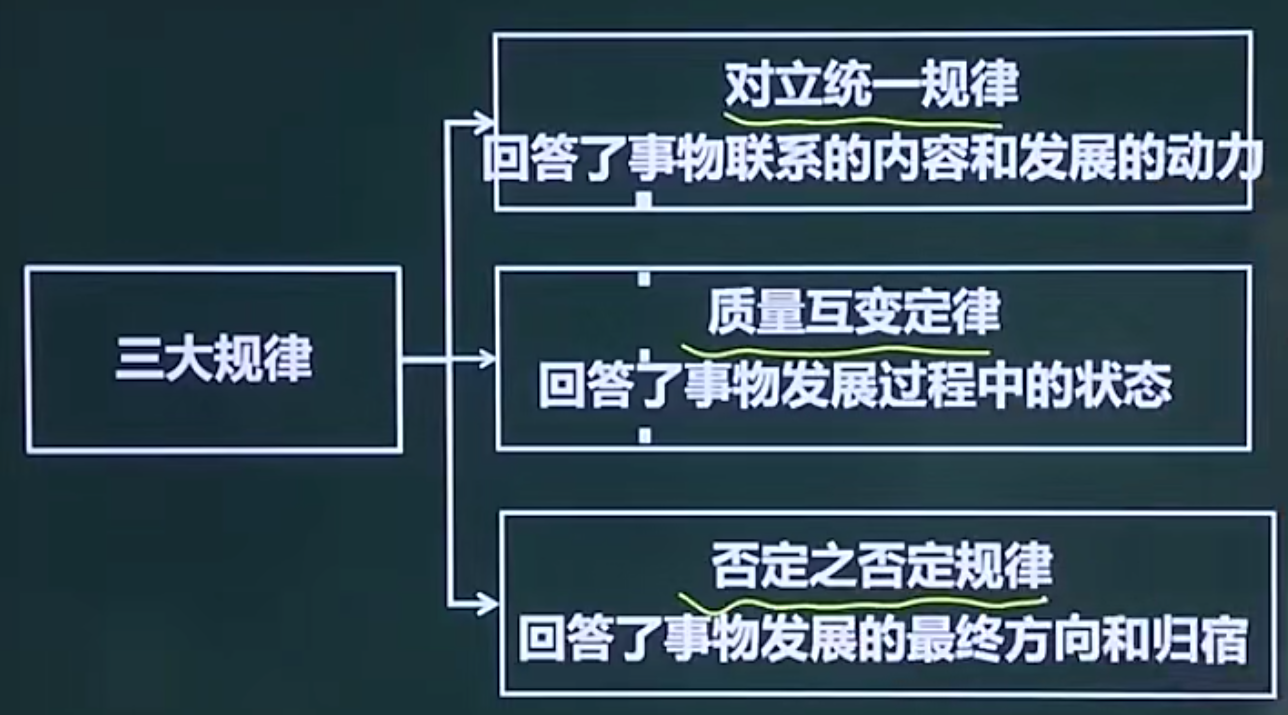 三大规律
对立统一规律
回答了事物联系的内容和发展的动力
质量互变定律
回答了事物发展过程中的状态
否定之否定规律
回答了事物发展的最终方向和归宿